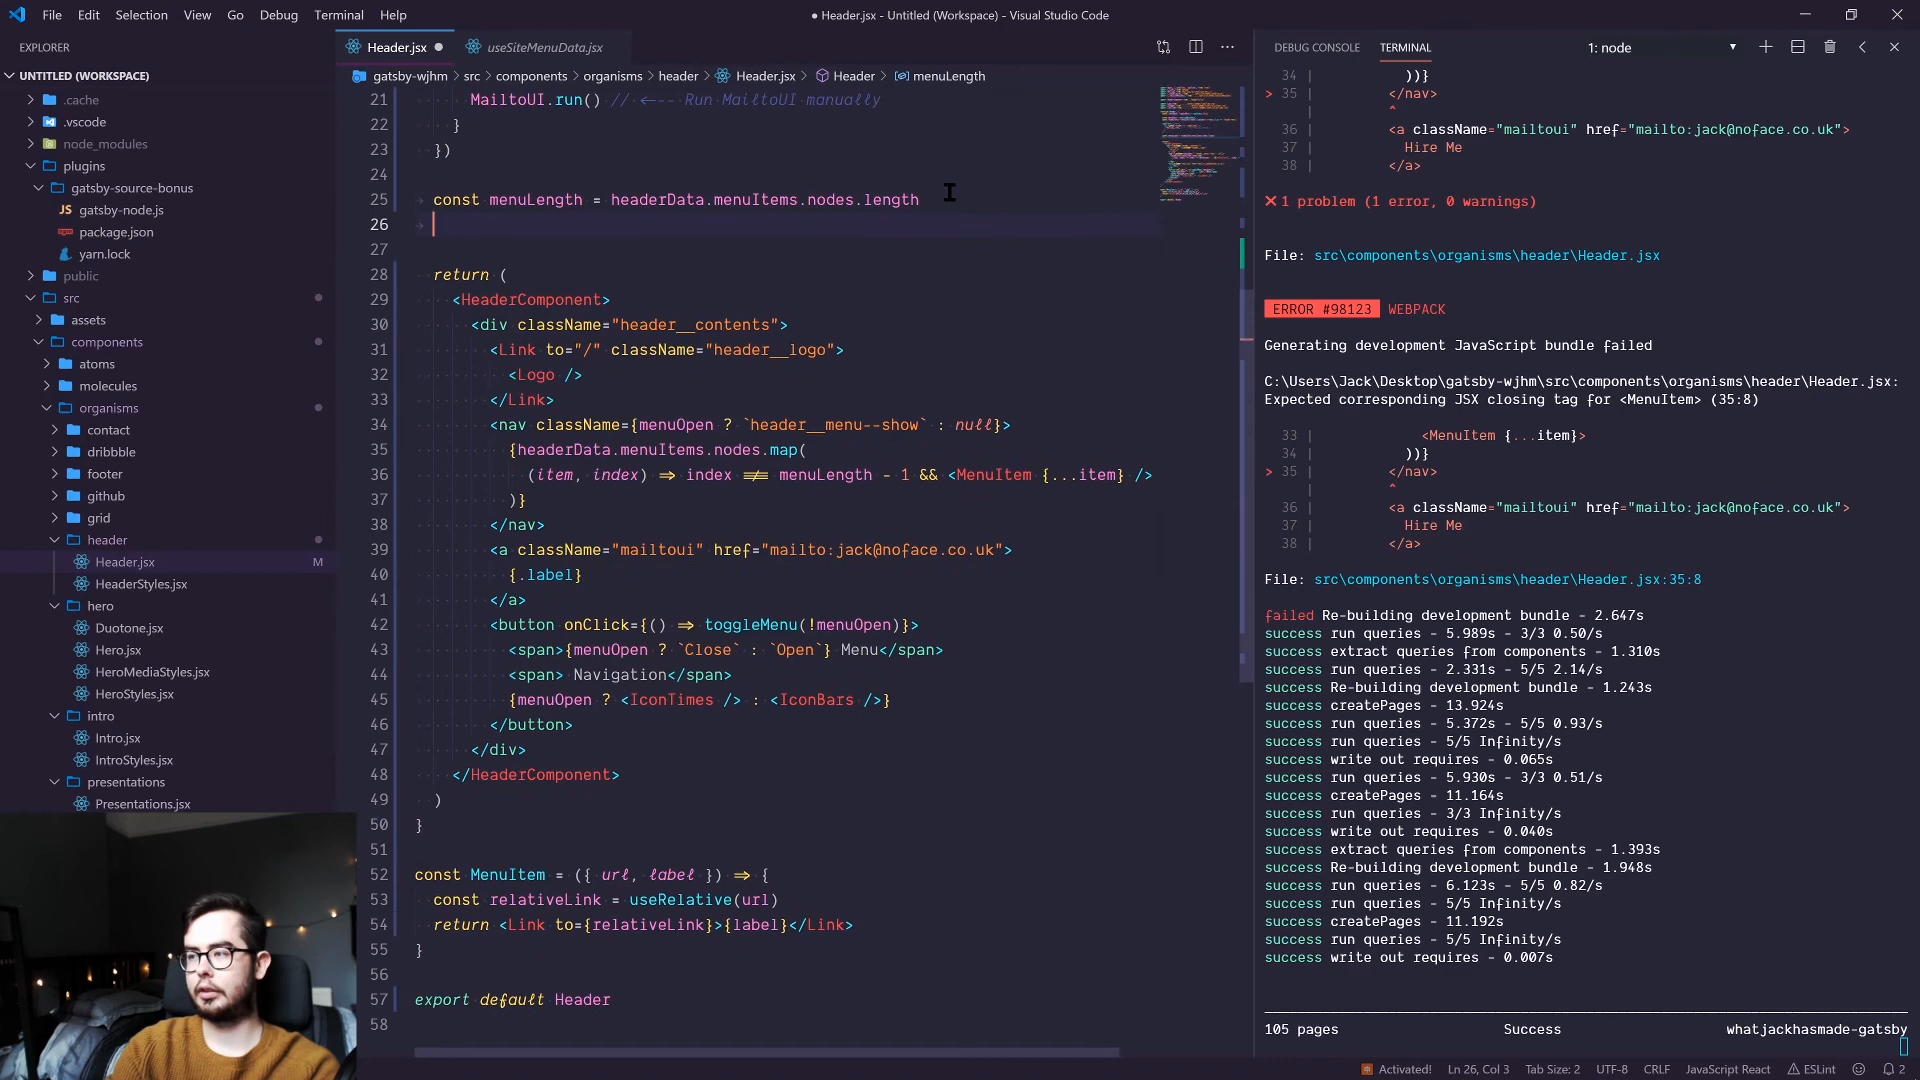 File Edit Selection View Go Debug Terminal Help
● Header.jsx - Untitled (Workspace) - Visual Studio Code
EXPLORER
UNTITLED (WORKSPACE)
.cache
.vscode
node_modules
plugins
gatsby-source-bonus
gatsby-node.js
package.json
yarn.lock
public
src
assets
components
atoms
molecules
organisms
contact
dribbble
footer
github
grid
header
Header.jsx M
HeaderStyles.jsx
hero
Duotone.jsx
Hero.jsx
HeroMediaStyles.jsx
HeroStyles.jsx
intro
Intro.jsx
IntroStyles.jsx
presentations
Presentations.jsx
Header.jsx ● useSiteMenuData.jsx
gatsby-wjhm > src > components > organisms > header > Header.jsx > Header > menuLength
21 MailtoUI.run() // <--- Run MailtoUI manually
22 }
23 })
24
25 const menuLength = headerData.menuItems.nodes.length
26
27
28 return (
29 <HeaderComponent>
30 <div className="header__contents">
31 <Link to="/" className="header__logo">
32 <Logo />
33 </Link>
34 <nav className={menuOpen ? `header__menu--show` : null}>
35 {headerData.menuItems.nodes.map(
36 (item, index) => index !== menuLength - 1 && <MenuItem {...item} />
37 )}
38 </nav>
39 <a className="mailtoui" href="mailto:jack@noface.co.uk">
40 {.label}
41 </a>
42 <button onClick={() => toggleMenu(!menuOpen)}>
43 <span>{menuOpen ? `Close` : `Open`} Menu</span>
44 <span> Navigation</span>
45 {menuOpen ? <IconTimes /> : <IconBars />}
46 </button>
47 </div>
48 </HeaderComponent>
49 )
50 }
51
52 const MenuItem = ({ url, label }) => {
53 const relativeLink = useRelative(url)
54 return <Link to={relativeLink}>{label}</Link>
55 }
56
57 export default Header
58
DEBUG CONSOLE TERMINAL 1: node
34 | ))}
> 35 | </nav>
| ^
36 | <a className="mailtoui" href="mailto:jack@noface.co.uk">
37 | Hire Me
38 | </a>
✕ 1 problem (1 error, 0 warnings)
File: src\components\organisms\header\Header.jsx
ERROR #98123 WEBPACK
Generating development JavaScript bundle failed
C:\Users\Jack\Desktop\gatsby-wjhm\src\components\organisms\header\Header.jsx:
Expected corresponding JSX closing tag for <MenuItem> (35:8)
33 | <MenuItem {...item}>
34 | ))}
> 35 | </nav>
| ^
36 | <a className="mailtoui" href="mailto:jack@noface.co.uk">
37 | Hire Me
38 | </a>
File: src\components\organisms\header\Header.jsx:35:8
failed Re-building development bundle - 2.647s
success run queries - 5.989s - 3/3 0.50/s
success extract queries from components - 1.310s
success run queries - 2.331s - 5/5 2.14/s
success Re-building development bundle - 1.243s
success createPages - 13.924s
success run queries - 5.372s - 5/5 0.93/s
success run queries - 5/5 Infinity/s
success write out requires - 0.065s
success run queries - 5.930s - 3/3 0.51/s
success createPages - 11.164s
success run queries - 3/3 Infinity/s
success write out requires - 0.040s
success extract queries from components - 1.393s
success Re-building development bundle - 1.948s
success run queries - 6.123s - 5/5 0.82/s
success run queries - 5/5 Infinity/s
success createPages - 11.192s
success run queries - 5/5 Infinity/s
success write out requires - 0.007s
105 pages Success whatjackhasmade-gatsby
Activated! Ln 26, Col 3 Tab Size: 2 UTF-8 CRLF JavaScript React ESLint 2